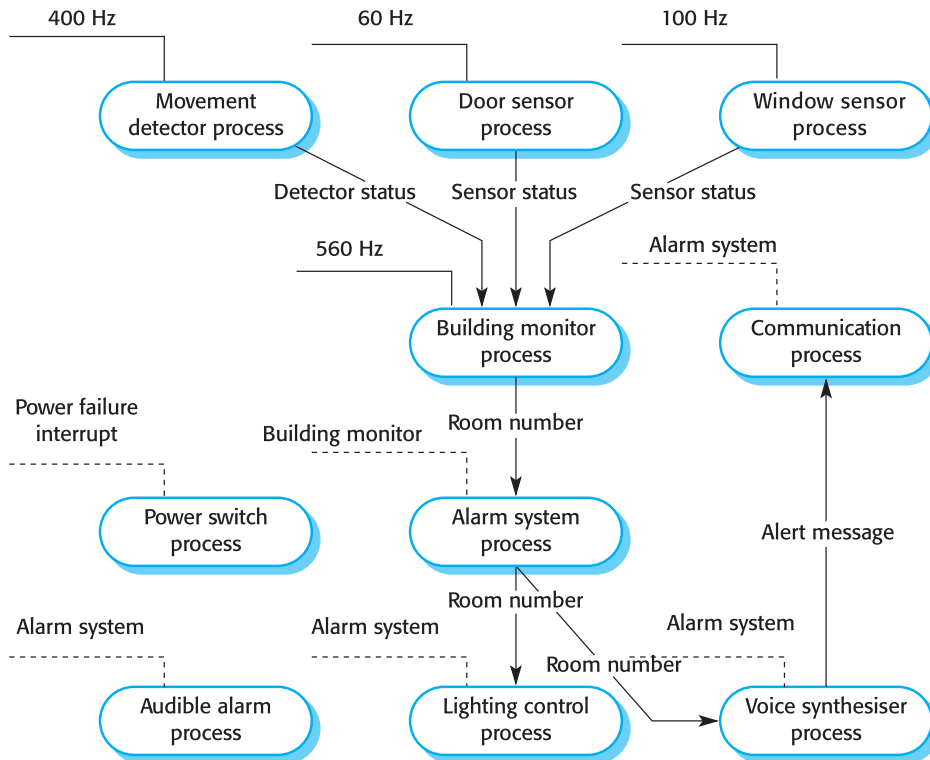 400 Hz
60 Hz
100 Hz
Movement
detector process
Door sensor
process
Window sensor
process
Detector status
Sensor status
Sensor status
560 Hz
Alarm system
Building monitor
process
Communication
process
Power failure
interrupt
Building monitor
Room number
Power switch
process
Alarm system
process
Alert message
Room number
Alarm system
Alarm system
Alarm system
Room number
Audible alarm
process
Lighting control
process
Voice synthesiser
process